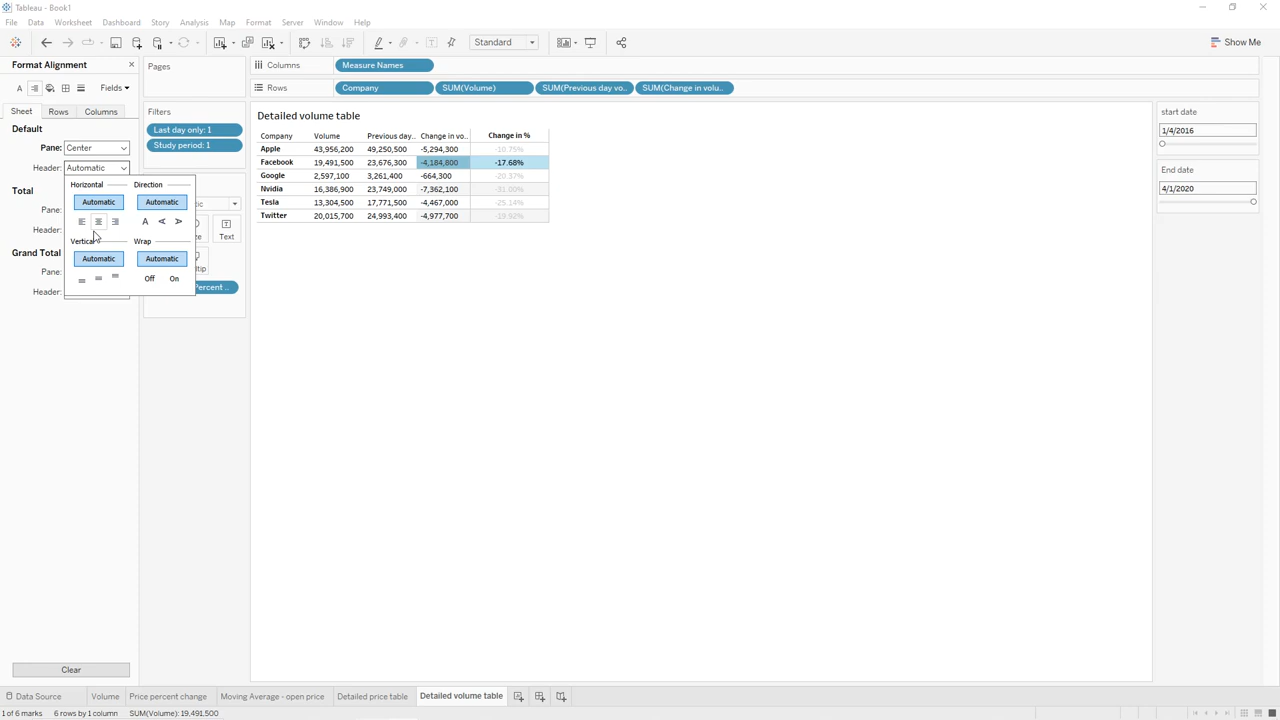 Tableau - Book1
File Data Worksheet Dashboard Story Analysis Map Format Server Window Help
Standard
Show Me
Format Alignment
Fields
Sheet Rows Columns
Default
Pane: Center
Header: Automatic
Total
Pane:
Header:
Grand Total
Pane:
Header:
Horizontal Direction
Automatic Automatic
A A A
Vertical Wrap
Automatic Automatic
Off On
Clear
Pages
Filters
Last day only: 1
Study period: 1
Text
Percent ..
Columns Measure Names
Rows Company SUM(Volume) SUM(Previous day vo.. SUM(Change in volu..
Detailed volume table
Company Volume Previous day.. Change in vo.. Change in %
Apple 43,956,200 49,250,500 -5,294,300 -10.75%
Facebook 19,491,500 23,676,300 -4,184,800 -17.68%
Google 2,597,100 3,261,400 -664,300 -20.37%
Nvidia 16,386,900 23,749,000 -7,362,100 -31.00%
Tesla 13,304,500 17,771,500 -4,467,000 -25.14%
Twitter 20,015,700 24,993,400 -4,977,700 -19.92%
start date
1/4/2016
End date
4/1/2020
Data Source Volume Price percent change Moving Average - open price Detailed price table Detailed volume table
1 of 6 marks 6 rows by 1 column SUM(Volume): 19,491,500